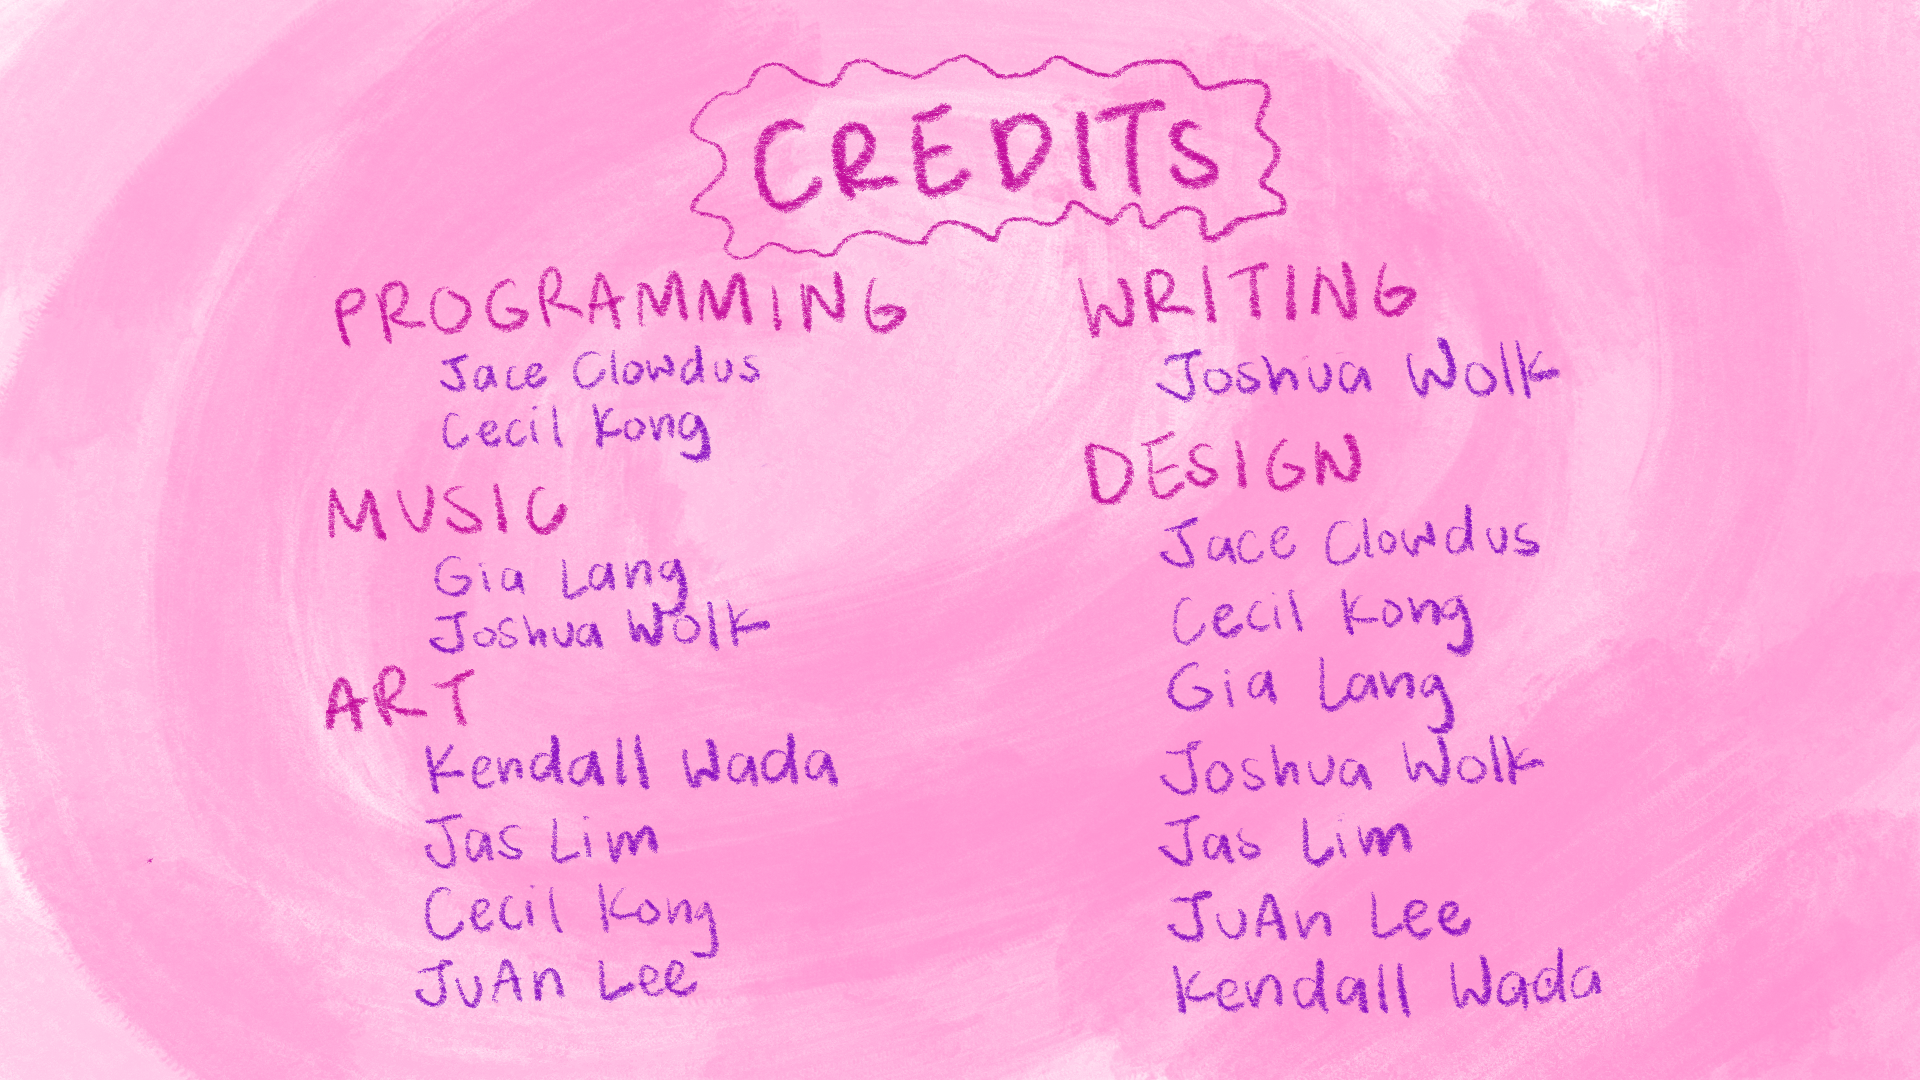 CREDITS
PROGRAMMING
Jace Clowdus
Cecil Kong
MUSIC
Gia Lang
Joshua Wolk
ART
Kendall Wada
Jas Lim
Cecil Kong
JuAn Lee
WRITING
Joshua Wolk
DESIGN
Jace Clowdus
Cecil Kong
Gia Lang
Joshua Wolk
Jas Lim
JuAn Lee
Kendall Wada